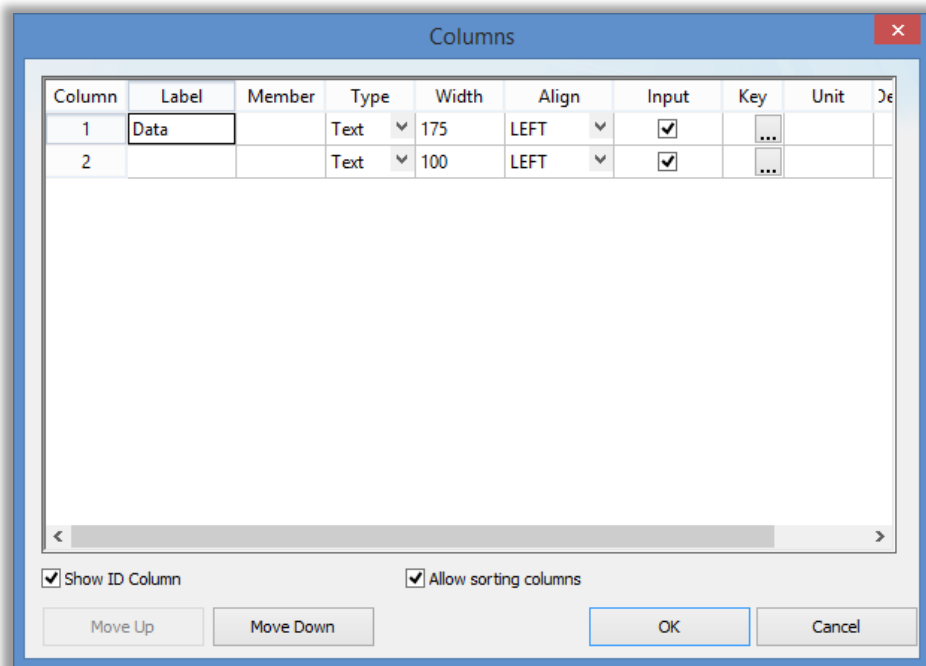 Columns
Column Label Member Type Width Align Input Key Unit De
1 Data Text 175 LEFT ...
2 Text 100 LEFT ...
Show ID Column Allow sorting columns
Move Up Move Down OK Cancel